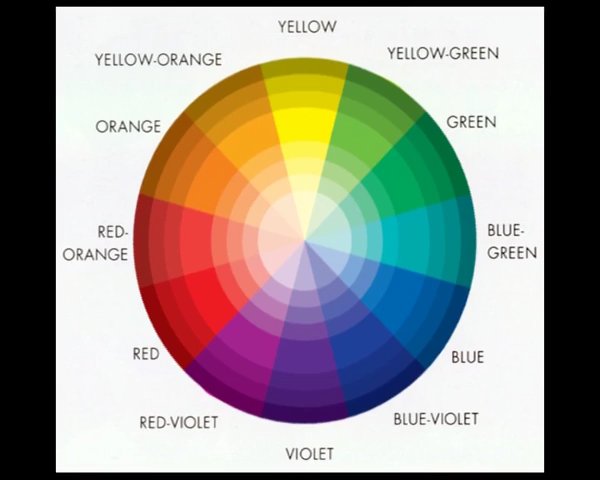 YELLOW
YELLOW-ORANGE
YELLOW-GREEN
ORANGE
GREEN
RED-
ORANGE
BLUE-
GREEN
RED
BLUE
RED-VIOLET
BLUE-VIOLET
VIOLET